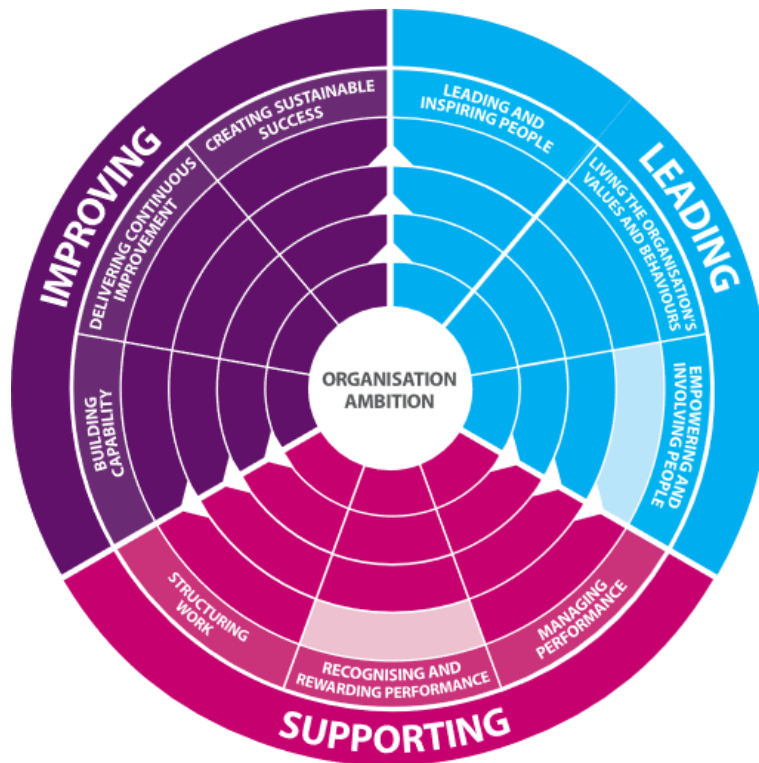 IMPROVING
CREATING SUSTAINABLE
SUCCESS
DELIVERING CONTINUOUS
IMPROVEMENT
BUILDING
CAPABILITY
LEADING
LEADING AND
INSPIRING PEOPLE
LIVING THE ORGANISATION'S
VALUES AND BEHAVIOURS
EMPOWERING AND
INVOLVING PEOPLE
ORGANISATION
AMBITION
STRUCTURING
WORK
RECOGNISING AND
REWARDING PERFORMANCE
MANAGING
PERFORMANCE
SUPPORTING